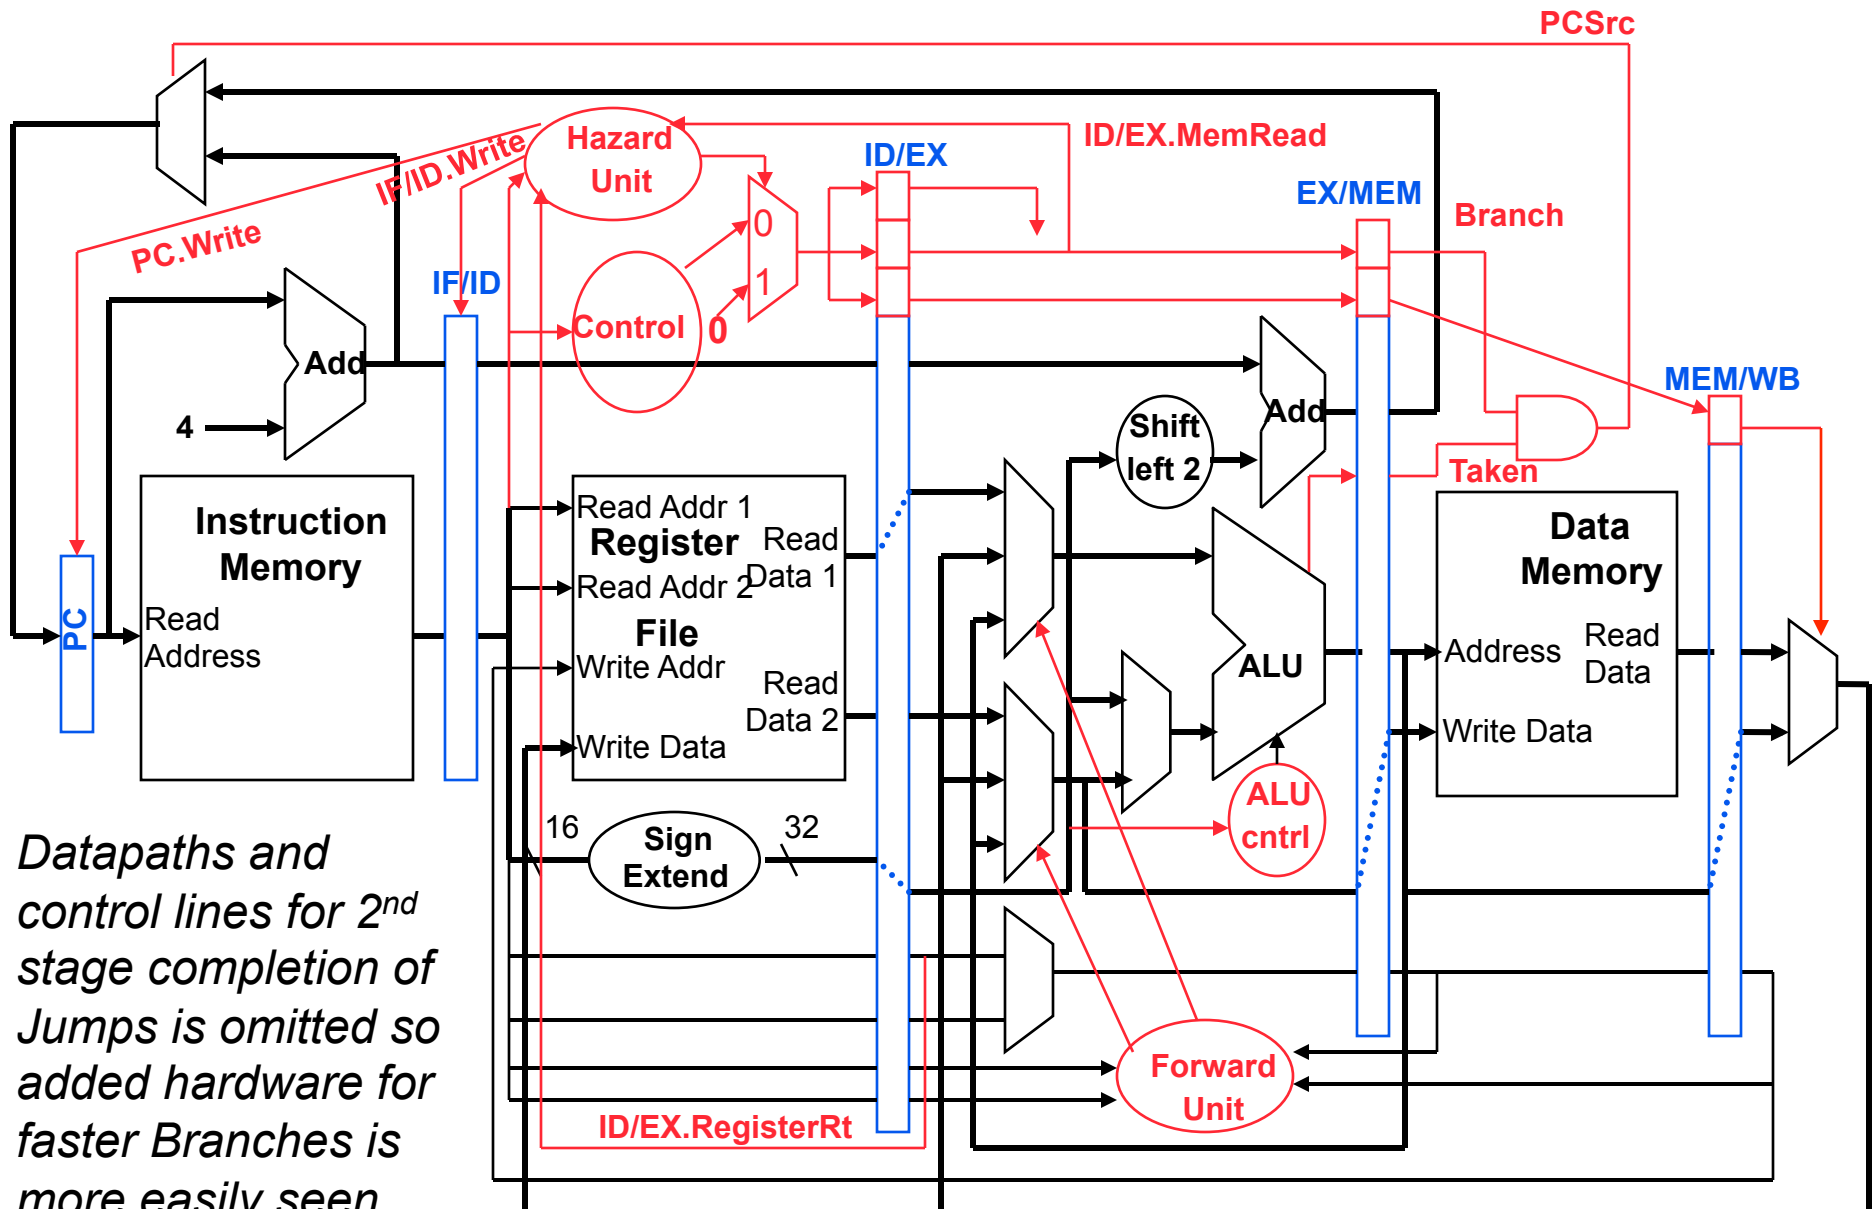 PCSrc
Hazard
Unit
IF/ID.Write
ID/EX.MemRead
ID/EX
EX/MEM
Branch
PC.Write
0
1
IF/ID
Control
0
Add
4
MEM/WB
Shift
left 2
Add
Taken
PC
Instruction
Memory
Read
Address
Read Addr 1
Register
Read
Data 1
Read Addr 2
File
Write Addr
Read
Data 2
Write Data
ALU
Data
Memory
Address
Read
Data
Write Data
ALU
cntrl
16
Sign
Extend
32
Forward
Unit
ID/EX.RegisterRt
Datapaths and
control lines for 2nd
stage completion of
Jumps is omitted so
added hardware for
faster Branches is
more easily seen